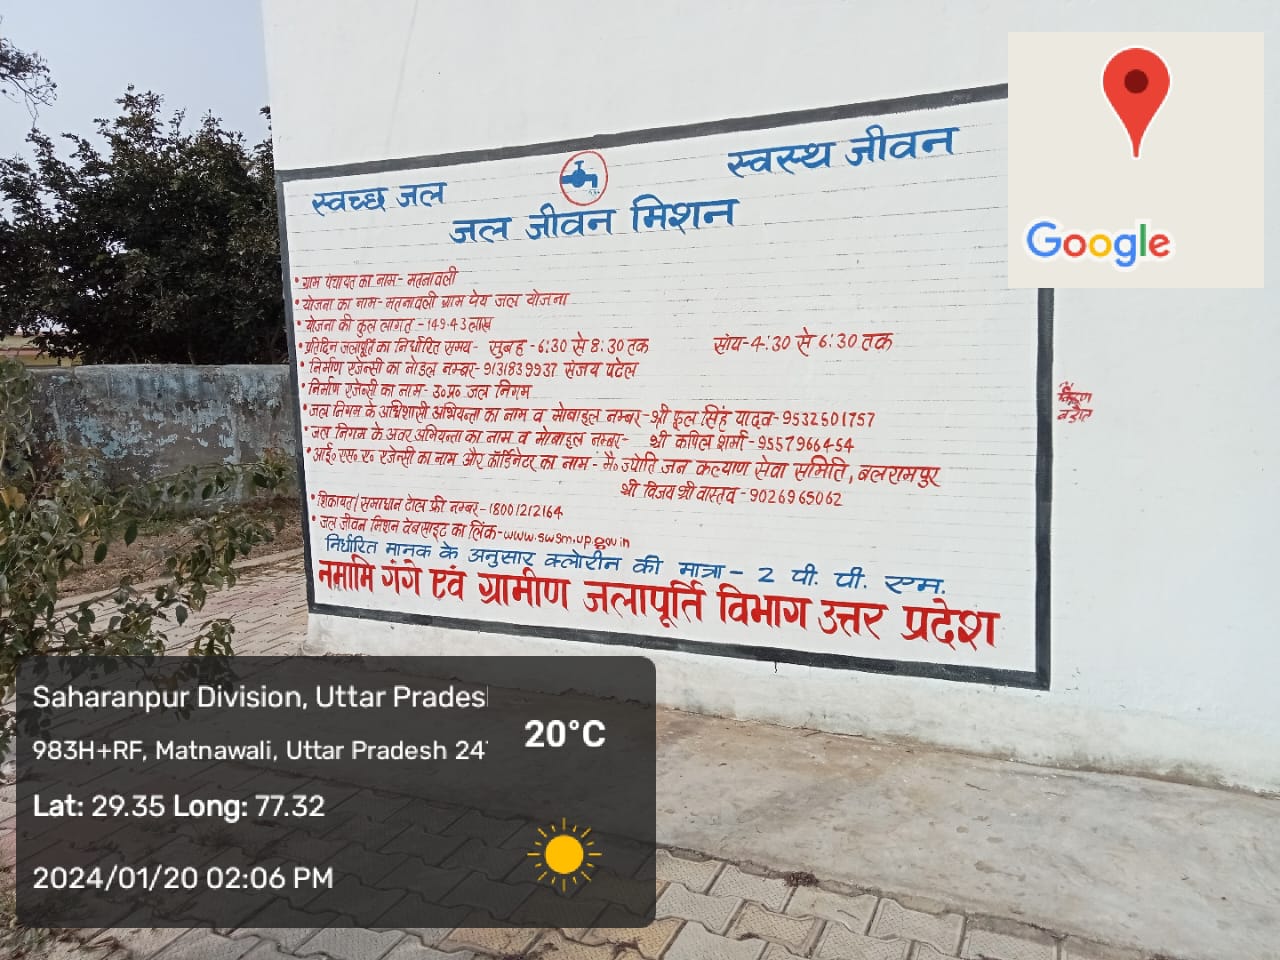 स्वच्छ जल
स्वस्थ जीवन
जल जीवन मिशन
• ग्राम पंचायत का नाम- मतनावली
• योजना का नाम- मतनावली ग्राम पेय जल योजना
• योजना की कुल लागत - 149.43 लाख
• प्रतिदिन जलापूर्ति का निर्धारित समय- सुबह - 6:30 से 8:30 तक सांय- 4:30 से 6:30 तक
• निर्माण एजेन्सी का नोडल नम्बर- 9131839937 संजय पटेल
• निर्माण एजेन्सी का नाम- उ०प्र० जल निगम
• जल निगम के अधिशासी अभियन्ता का नाम व मोबाइल नम्बर- श्री फूल सिंह यादव- 9532501757
• जल निगम के अवर अभियन्ता का नाम व मोबाइल नम्बर- श्री कपिल शर्मा - 9557966454
• आई० एस० ए० एजेन्सी का नाम और कॉर्डिनेटर का नाम - मै० ज्योति जन कल्याण सेवा समिति, बलरामपुर
श्री विजय श्री वास्तव - 9026965062
• शिकायत/समाधान टोल फ्री नम्बर- 18001212164
• जल जीवन मिशन वेबसाइट का लिंक- www.swsm.up.gov.in
निर्धारित मानक के अनुसार क्लोरीन की मात्रा - 2 पी. पी. एम.
नमामि गंगे एवं ग्रामीण जलापूर्ति विभाग उत्तर प्रदेश
Google
Saharanpur Division, Uttar Prades
983H+RF, Matnawali, Uttar Pradesh 24
20°C
Lat: 29.35 Long: 77.32
2024/01/20 02:06 PM